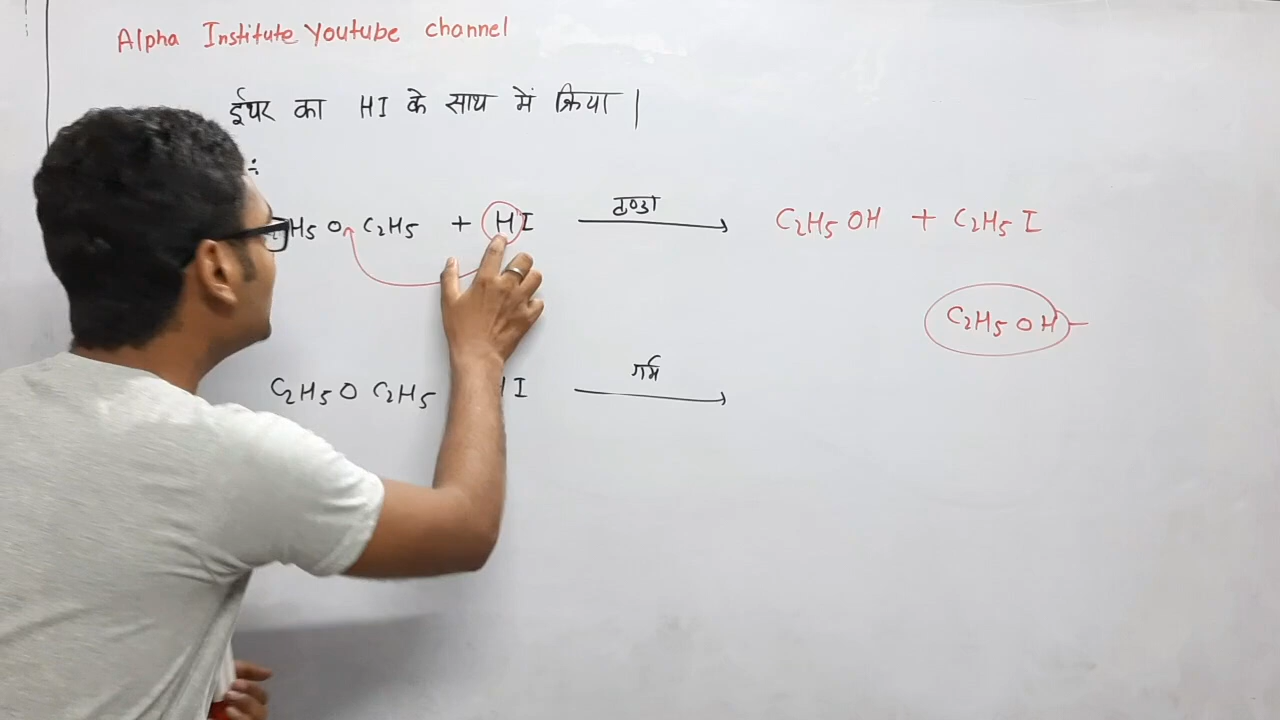 Alpha Institute Youtube channel
ईथर का HI के साथ में क्रिया |
:
H5 O C2H5 + HI ठण्डा → C2H5 OH + C2H5 I
C2H5 OH
C2H5 O C2H5 HI गर्म →